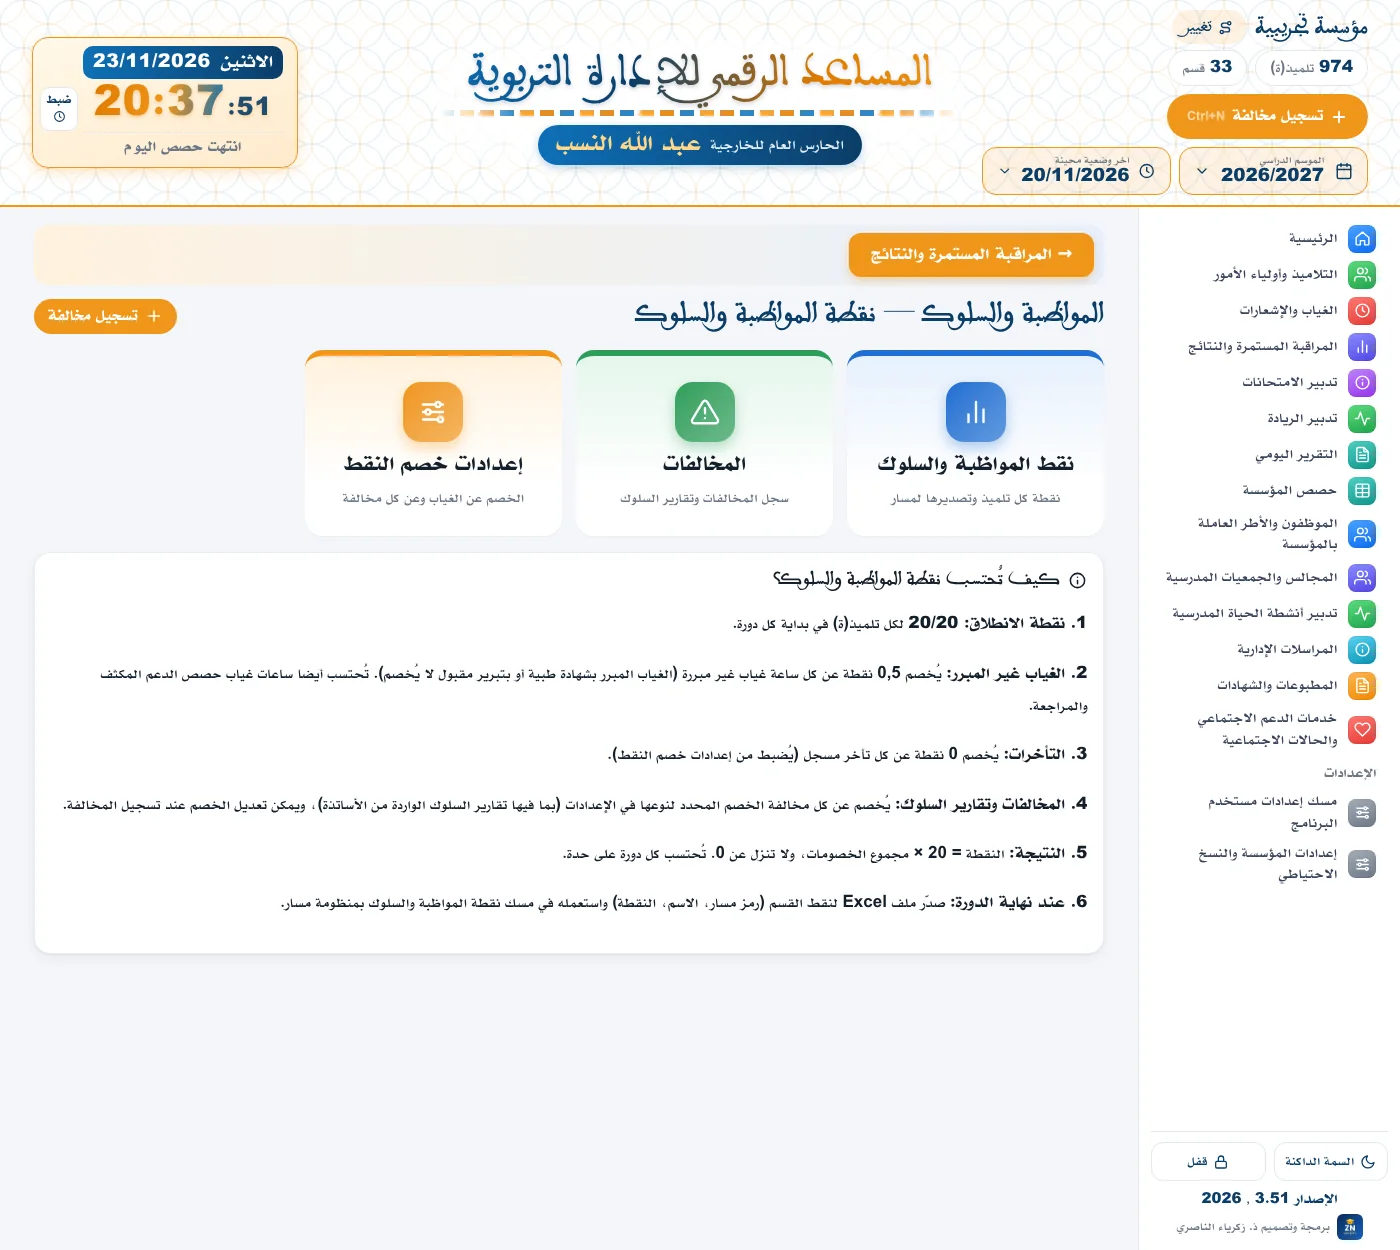 مؤسسة تجريبية
تغيير
974 تلميذ(ة)
33 قسم
+ تسجيل مخالفة Ctrl+N
الموسم الدراسي
2026/2027
آخر وضعية محينة
20/11/2026
المساعد الرقمي للإدارة التربوية
الحارس العام للخارجية عبد الله النسب
الاثنين 23/11/2026
20:37:51
ضبط
انتهت حصص اليوم
الرئيسية
التلاميذ وأولياء الأمور
الغياب والإشعارات
المراقبة المستمرة والنتائج
تدبير الامتحانات
تدبير الريادة
التقرير اليومي
حصص المؤسسة
الموظفون والأطر العاملة
بالمؤسسة
المجالس والجمعيات المدرسية
تدبير أنشطة الحياة المدرسية
المراسلات الإدارية
المطبوعات والشهادات
خدمات الدعم الاجتماعي
والحالات الاجتماعية
الإعدادات
مسك إعدادات مستخدم
البرنامج
إعدادات المؤسسة والنسخ
الاحتياطي
السمة الداكنة
قفل
الإصدار 3.51 , 2026
برمجة وتصميم ذ. زكرياء الناصري
ZN
→ المراقبة المستمرة والنتائج
المواظبة والسلوك — نقطة المواظبة والسلوك
+ تسجيل مخالفة
نقط المواظبة والسلوك
نقطة كل تلميذ وتصديرها لمسار
المخالفات
سجل المخالفات وتقارير السلوك
إعدادات خصم النقط
الخصم عن الغياب وعن كل مخالفة
كيف تُحتسب نقطة المواظبة والسلوك؟
1. نقطة الانطلاق: 20/20 لكل تلميذ(ة) في بداية كل دورة.
2. الغياب غير المبرر: يُخصم 0,5 نقطة عن كل ساعة غياب غير مبررة (الغياب المبرر بشهادة طبية أو بتبرير مقبول لا يُخصم). تُحتسب أيضا ساعات غياب حصص الدعم المكثف
والمراجعة.
3. التأخرات: يُخصم 0 نقطة عن كل تأخر مسجل (يُضبط من إعدادات خصم النقط).
4. المخالفات وتقارير السلوك: يُخصم عن كل مخالفة الخصم المحدد لنوعها في الإعدادات (بما فيها تقارير السلوك الواردة من الأساتذة)، ويمكن تعديل الخصم عند تسجيل المخالفة.
5. النتيجة: النقطة = 20 × مجموع الخصومات، ولا تنزل عن 0. تُحتسب كل دورة على حدة.
6. عند نهاية الدورة: صدّر ملف Excel لنقط القسم (رمز مسار، الاسم، النقطة) واستعمله في مسك نقطة المواظبة والسلوك بمنظومة مسار.